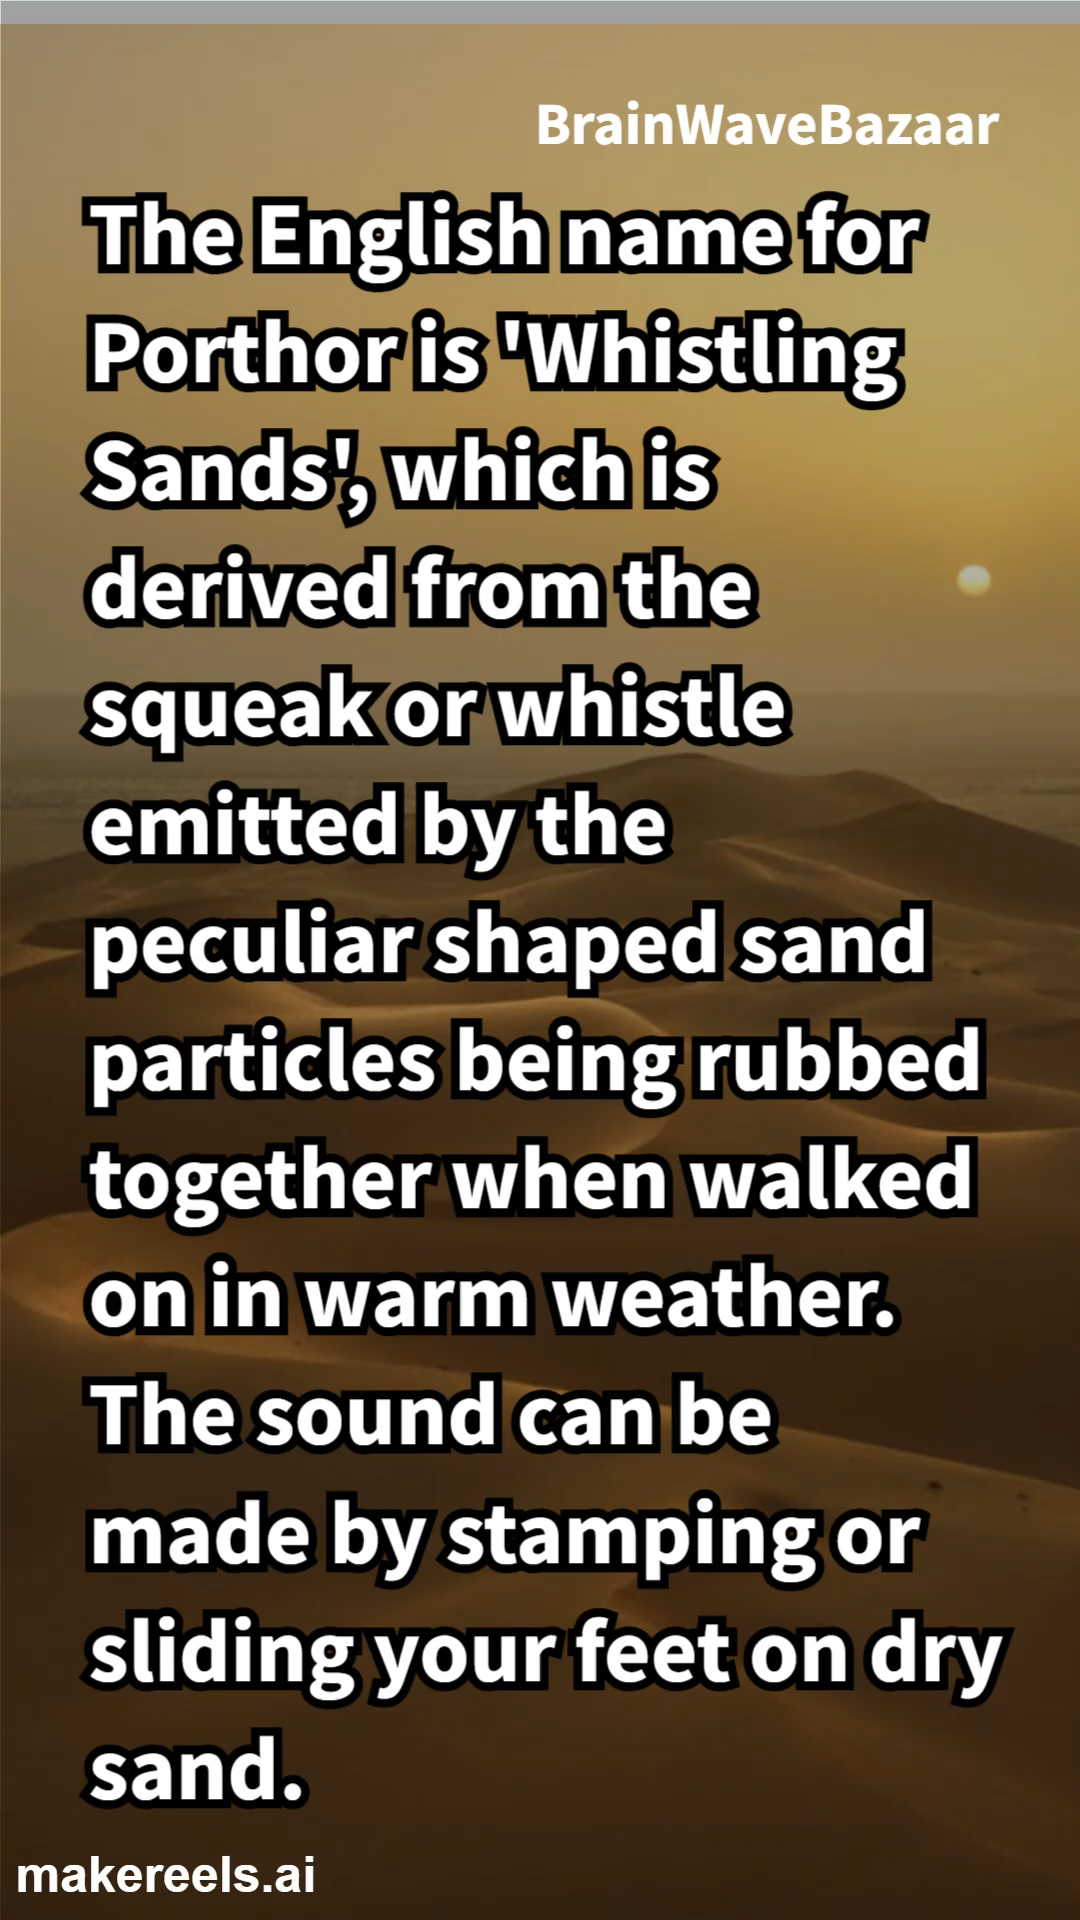 BrainWaveBazaar
The English name for
Porthor is 'Whistling
Sands', which is
derived from the
squeak or whistle
emitted by the
peculiar shaped sand
particles being rubbed
together when walked
on in warm weather.
The sound can be
made by stamping or
sliding your feet on dry
sand.
makereels.ai